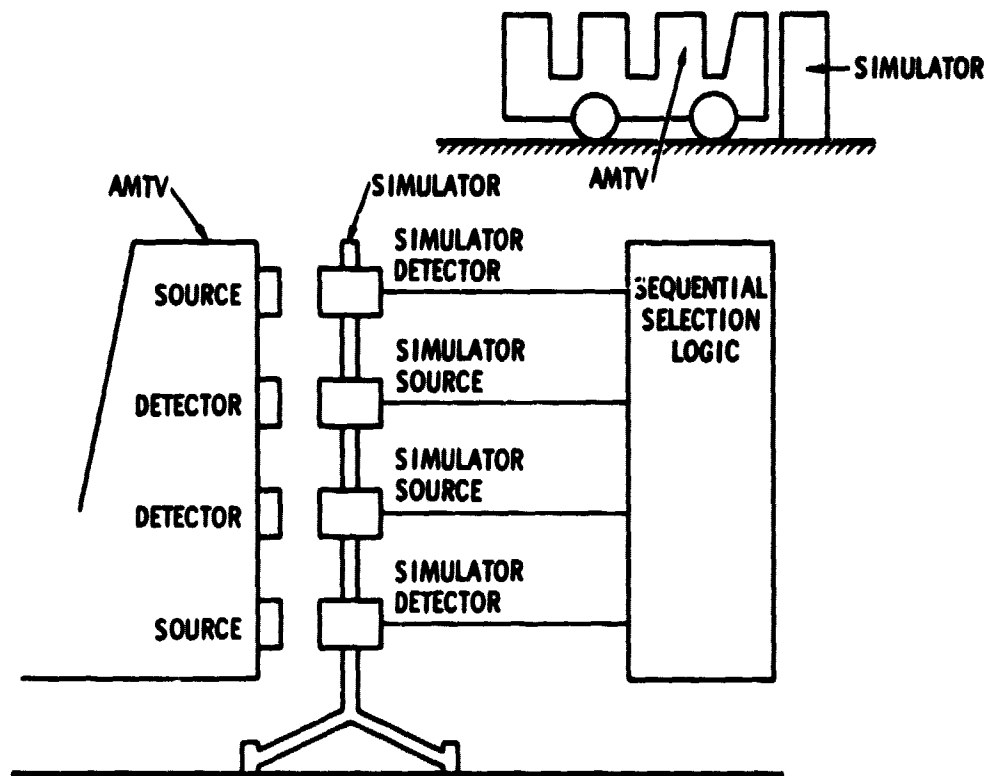 SIMULATOR
AMTV
AMTV
SIMULATOR
SOURCE
SIMULATOR
DETECTOR
SEQUENTIAL
SELECTION
LOGIC
DETECTOR
SIMULATOR
SOURCE
DETECTOR
SIMULATOR
SOURCE
SOURCE
SIMULATOR
DETECTOR